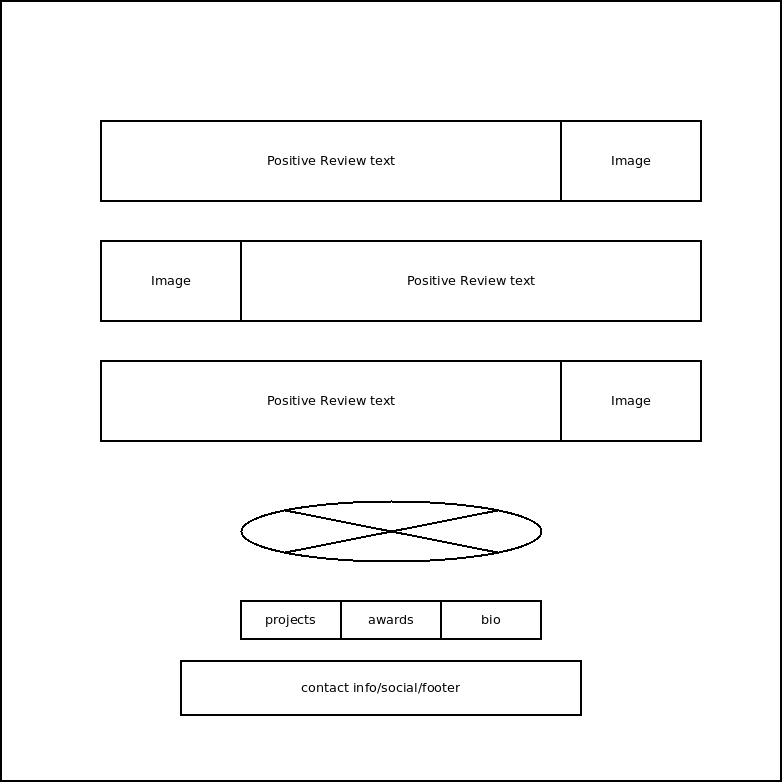 Positive Review text
Image
Image
Positive Review text
Positive Review text
Image
projects
awards
bio
contact info/social/footer